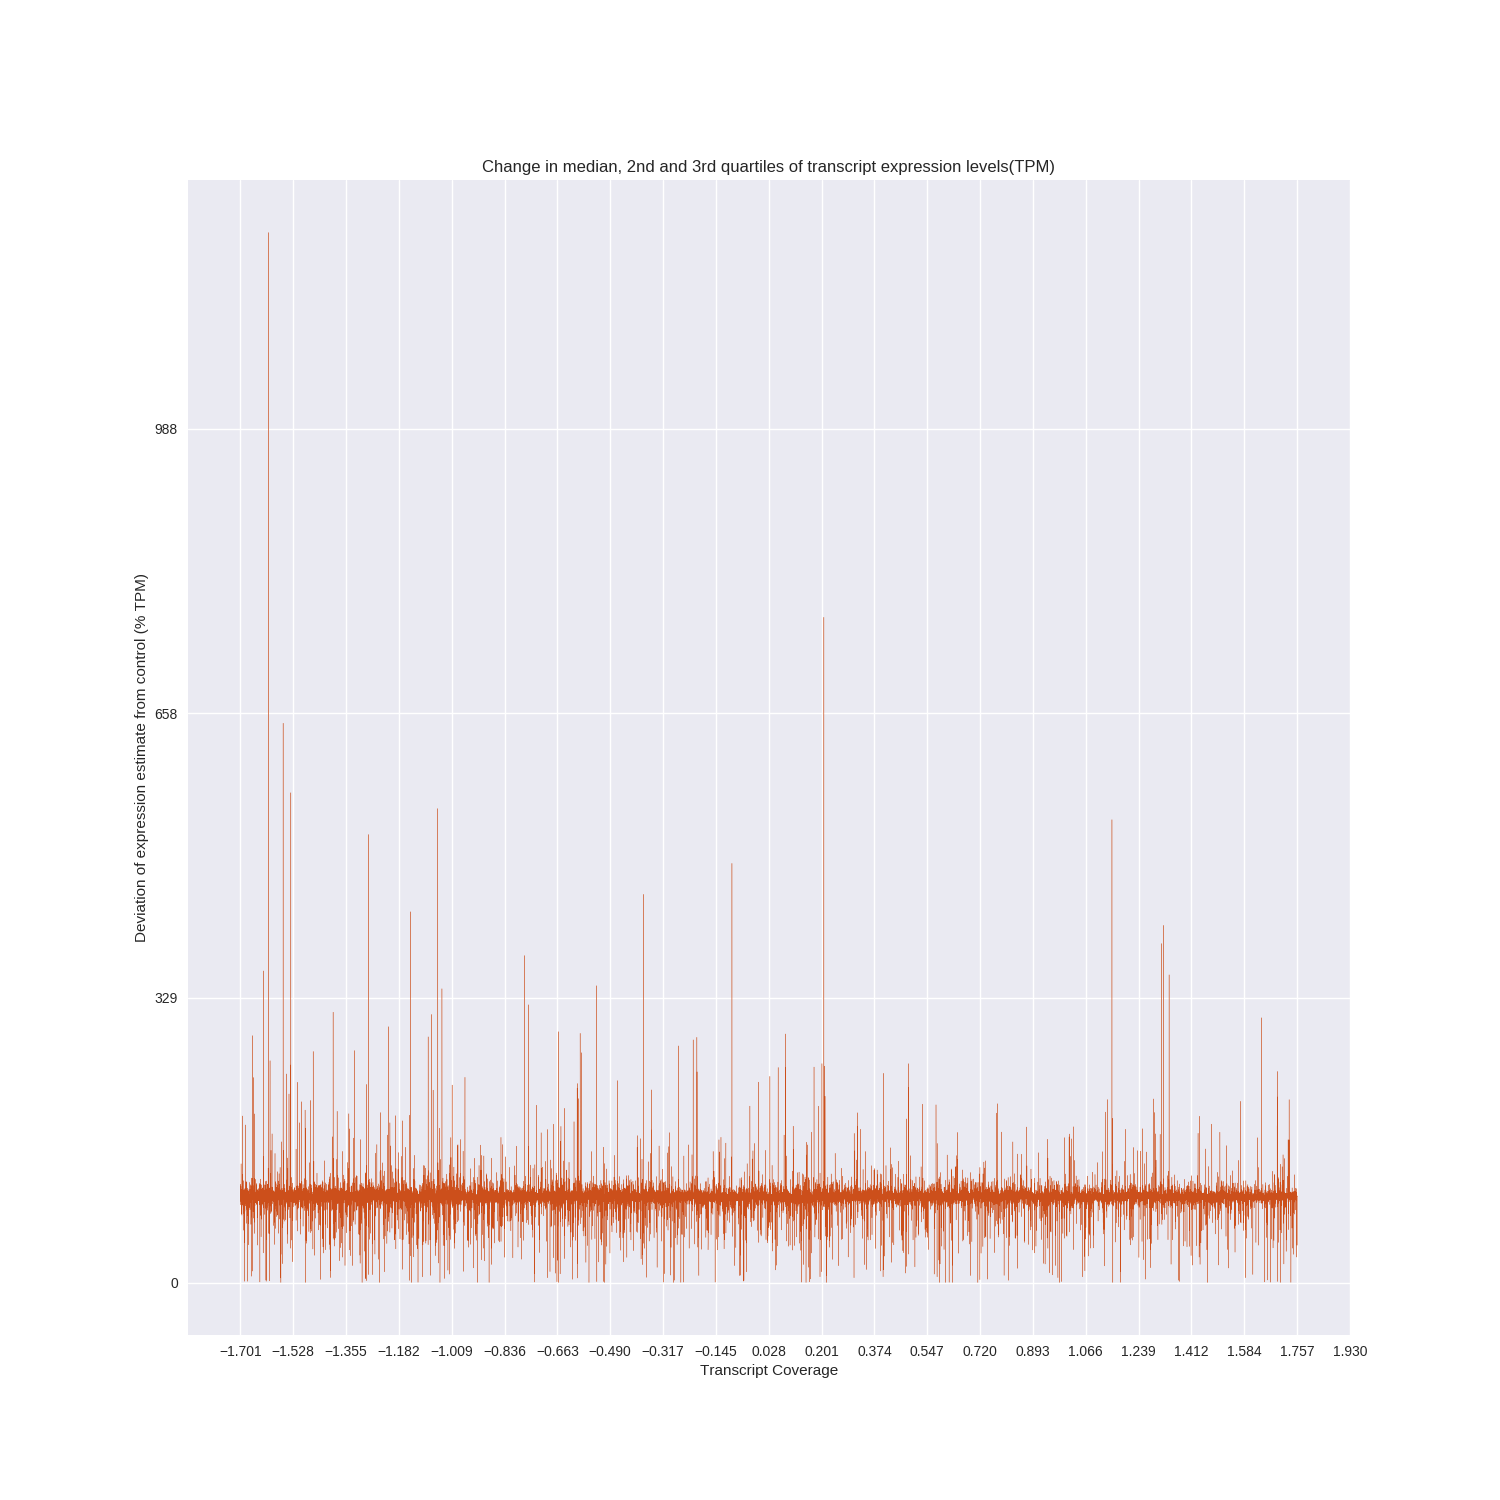 Change in median, 2nd and 3rd quartiles of transcript expression levels(TPM)
988
658
329
0
Deviation of expression estimate from control (% TPM)
−1.701 −1.528 −1.355 −1.182 −1.009 −0.836 −0.663 −0.490 −0.317 −0.145 0.028 0.201 0.374 0.547 0.720 0.893 1.066 1.239 1.412 1.584 1.757 1.930
Transcript Coverage